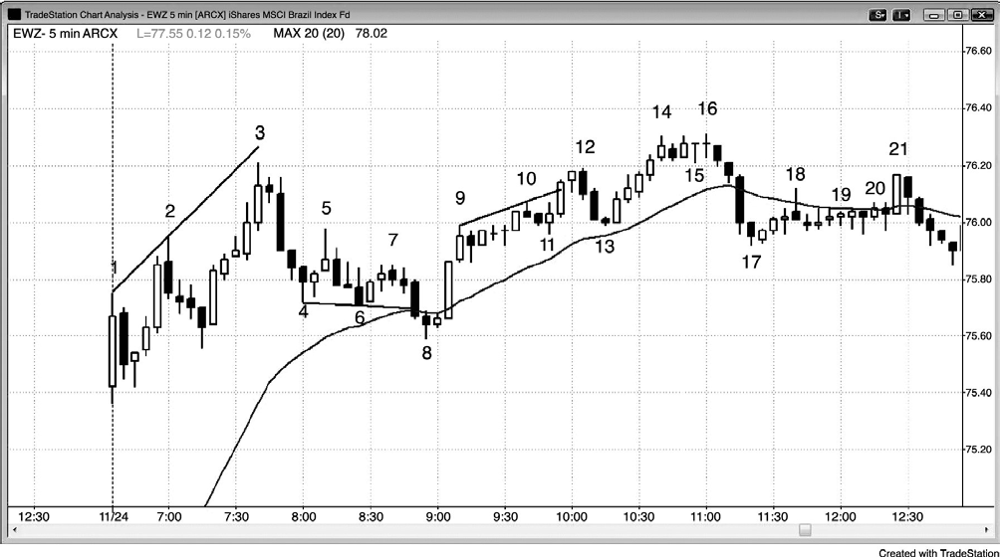 TradeStation Chart Analysis - EWZ 5 min [ARCX] iShares MSCI Brazil Index Fd
S
I
EWZ- 5 min ARCX L=77.55 0.12 0.15% MAX 20 (20) 78.02
76.60
76.40
14 16
3
12 21
76.20
15 18
10
9 19 20
2 5
76.00
7 11 13
17
1
75.80
4 6
75.60
8
75.40
75.20
12:30 11/24 7:00 7:30 8:00 8:30 9:00 9:30 10:00 10:30 11:00 11:30 12:00 12:30
Created with TradeStation